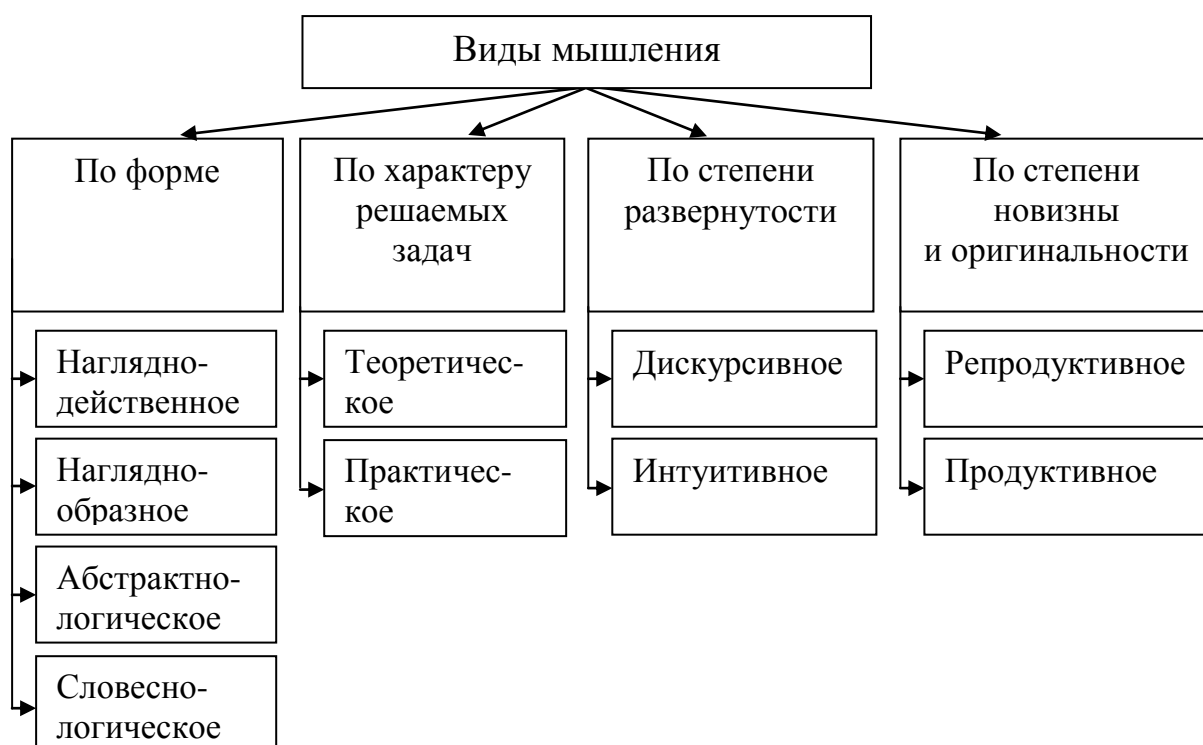 Виды мышления
По форме
По характеру
решаемых
задач
По степени
развернутости
По степени
новизны
и оригинальности
Наглядно-
действенное
Наглядно-
образное
Абстрактно-
логическое
Словесно-
логическое
Теоретичес-
кое
Практичес-
кое
Дискурсивное
Интуитивное
Репродуктивное
Продуктивное